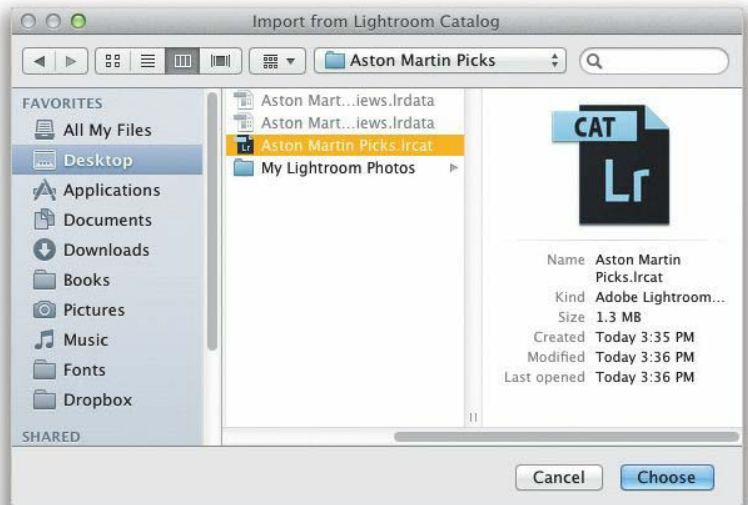 Import from Lightroom Catalog
Aston Martin Picks
FAVORITES
All My Files
Desktop
Applications
Documents
Downloads
Books
Pictures
Music
Fonts
Dropbox
SHARED
Aston Mart...iews.lrdata
Aston Mart...iews.lrdata
Aston Martin Picks.lrcat
My Lightroom Photos
CAT
Lr
Name Aston Martin
Picks.lrcat
Kind Adobe Lightroom...
Size 1.3 MB
Created Today 3:35 PM
Modified Today 3:36 PM
Last opened Today 3:36 PM
Cancel
Choose